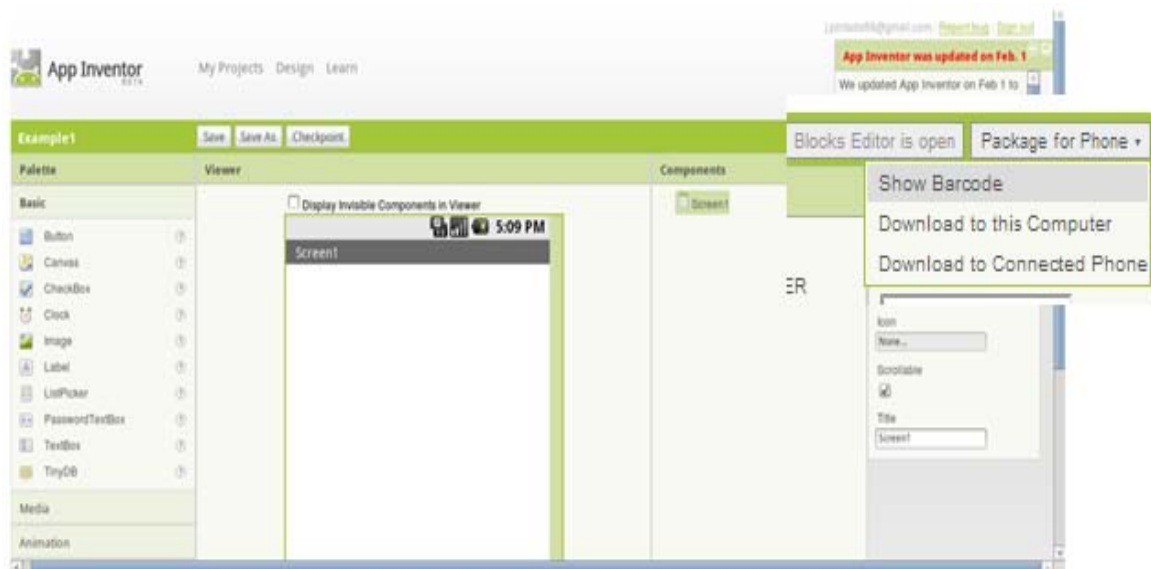 Report bug Sign out
App Inventor was updated on Feb. 1
We updated App Inventor on Feb 1 to
App Inventor
BETA
My Projects Design Learn
Example1
Save Save As Checkpoint
Blocks Editor is open Package for Phone
Show Barcode
Download to this Computer
Download to Connected Phone
Palette
Viewer
Components
Basic
Button
Canvas
CheckBox
Clock
Image
Label
ListPicker
PasswordTextBox
TextBox
TinyDB
Media
Animation
Display Invisible Components in Viewer
5:09 PM
Screen1
Screen1
ER
Icon
None...
Scrollable
Title
Screen1